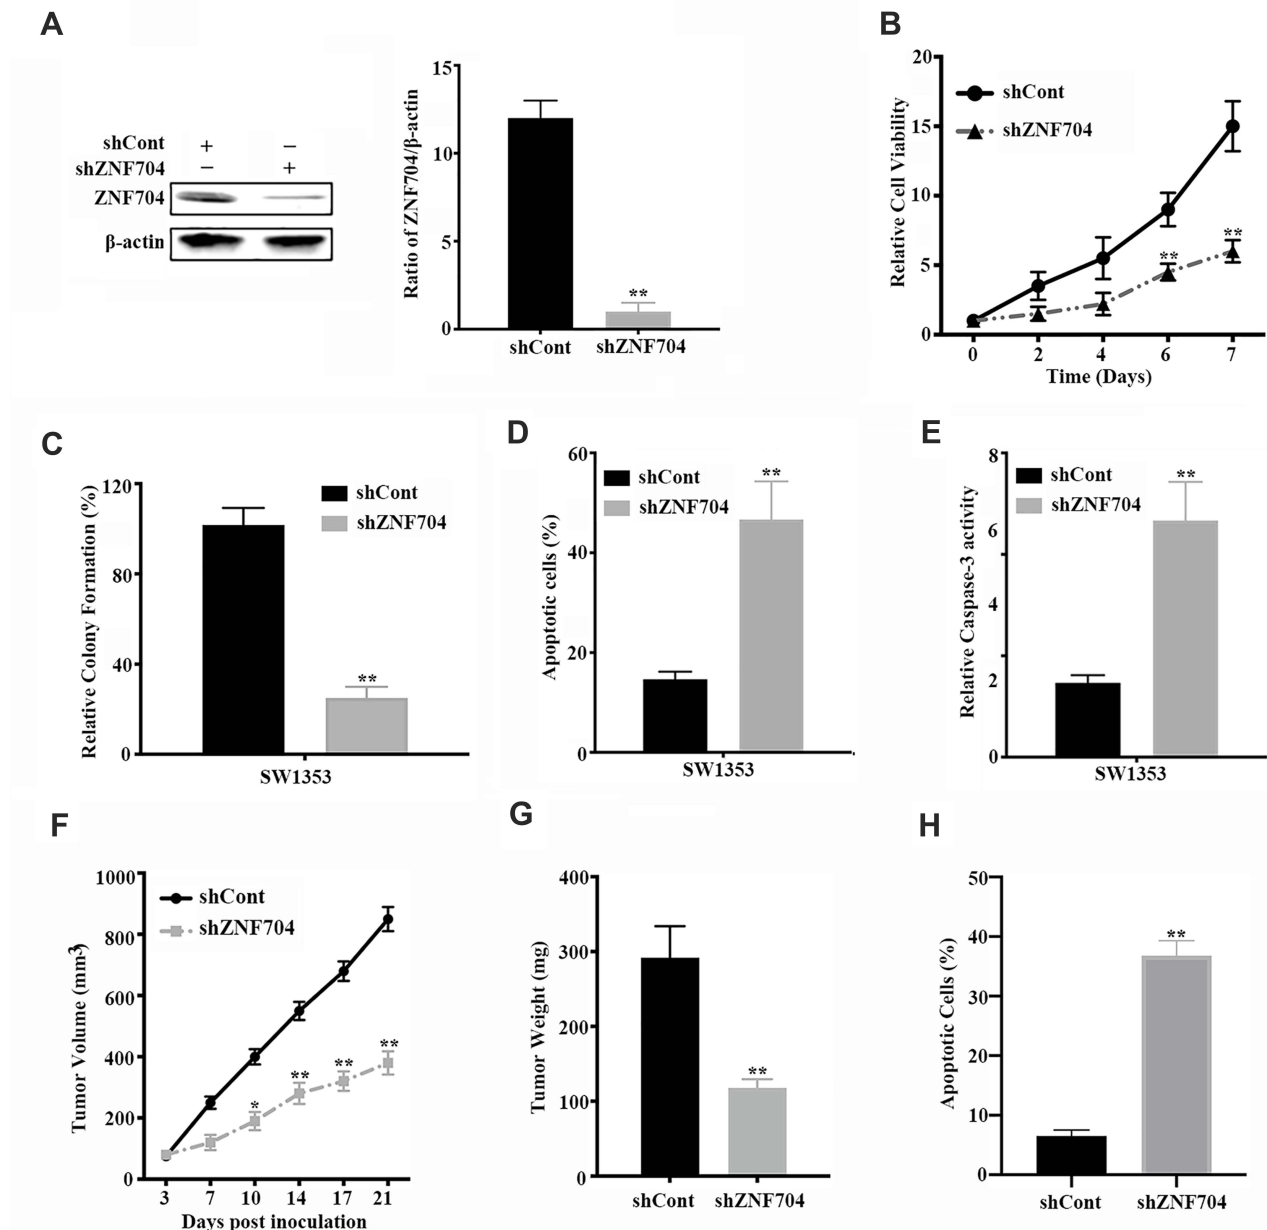 A
shCont + −
shZNF704 − +
ZNF704
β-actin
Ratio of ZNF704/β-actin
15
10
5
0
**
shCont shZNF704
B
Relative Cell Viability
20
15
10
5
0
shCont
shZNF704
**
**
0 2 4 6 7
Time (Days)
C
Relative Colony Formation (%)
120
80
40
0
shCont
shZNF704
**
SW1353
D
Apoptotic cells (%)
60
40
20
0
shCont
shZNF704
**
SW1353
E
Relative Caspase-3 activity
8
6
4
2
0
shCont
shZNF704
**
SW1353
F
Tumor Volume (mm3)
1000
800
600
400
200
0
shCont
shZNF704
*
**
**
**
3 7 10 14 17 21
Days post inoculation
G
Tumor Weight (mg)
400
300
200
100
0
**
shCont shZNF704
H
Apoptotic Cells (%)
50
40
30
20
10
0
**
shCont shZNF704